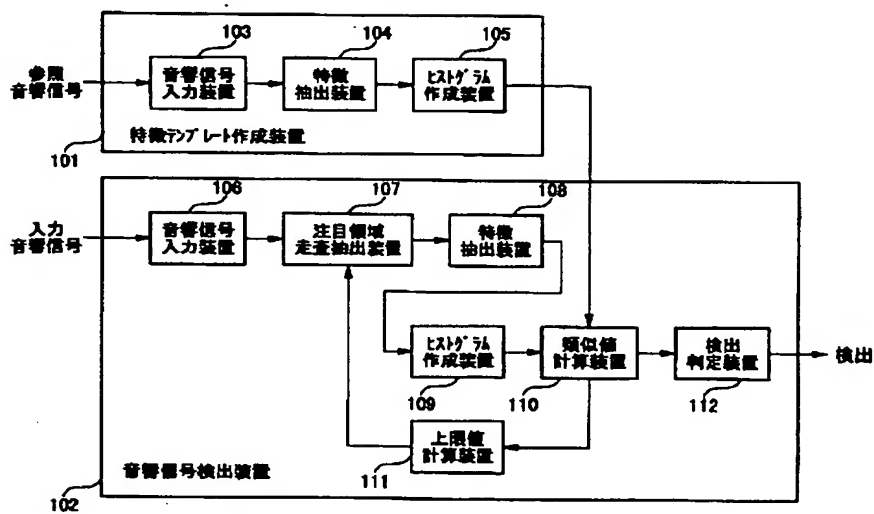 103
104
105
参照
音響信号
音響信号
入力装置
特徴
抽出装置
ﾋｽﾄｸﾞﾗﾑ
作成装置
特徴ﾃﾝﾌﾟﾚｰﾄ作成装置
101
106
107
108
入力
音響信号
音響信号
入力装置
注目領域
走査抽出装置
特徴
抽出装置
ﾋｽﾄｸﾞﾗﾑ
作成装置
類似値
計算装置
検出
判定装置
検出
109
110
112
上限値
計算装置
111
音響信号検出装置
102